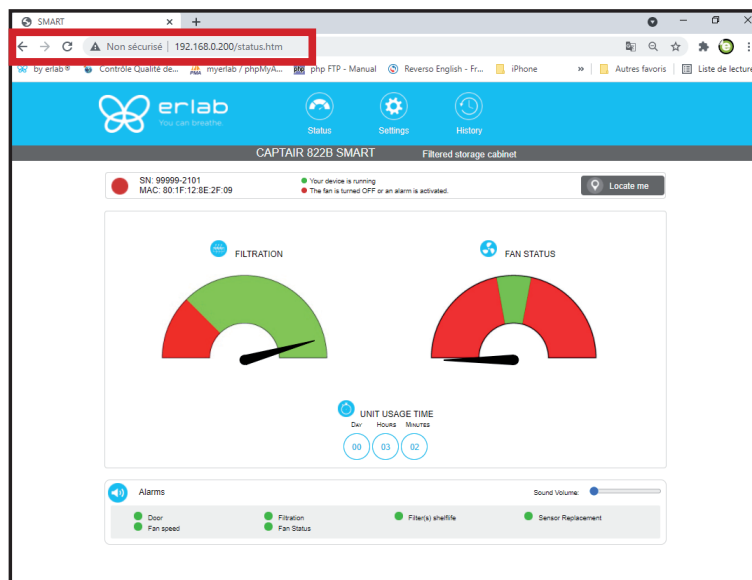 SMART
Non sécurisé 192.168.0.200/status.htm
by erlab® Contrôle Qualité de... myerlab / phpMyA... php FTP - Manual Reverso English - Fr... iPhone » Autres favoris Liste de lecture
erlab
You can breathe.
Status Settings History
CAPTAIR 822B SMART Filtered storage cabinet
SN: 99999-2101
MAC: 80:1F:12:8E:2F:09
Your device is running
The fan is turned OFF or an alarm is activated.
Locate me
FILTRATION FAN STATUS
UNIT USAGE TIME
DAY HOURS MINUTES
00 03 02
Alarms Sound Volume:
Door Filtration Filter(s) shelflife Sensor Replacement
Fan speed Fan Status